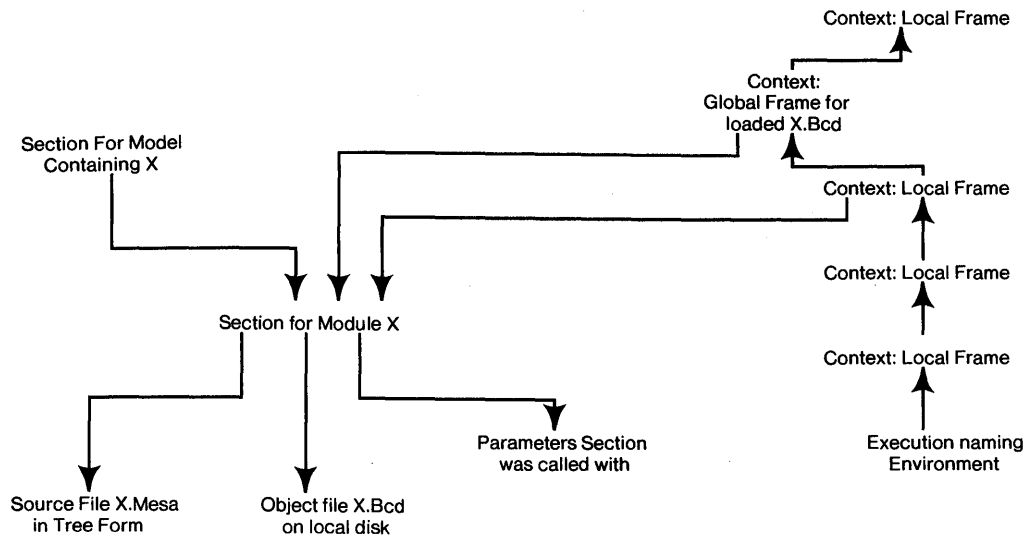 Context: Local Frame
Context:
Global Frame for
loaded X.Bcd
Section For Model
Containing X
Context: Local Frame
Context: Local Frame
Section for Module X
Context: Local Frame
Parameters Section
was called with
Execution naming
Environment
Source File X.Mesa
in Tree Form
Object file X.Bcd
on local disk